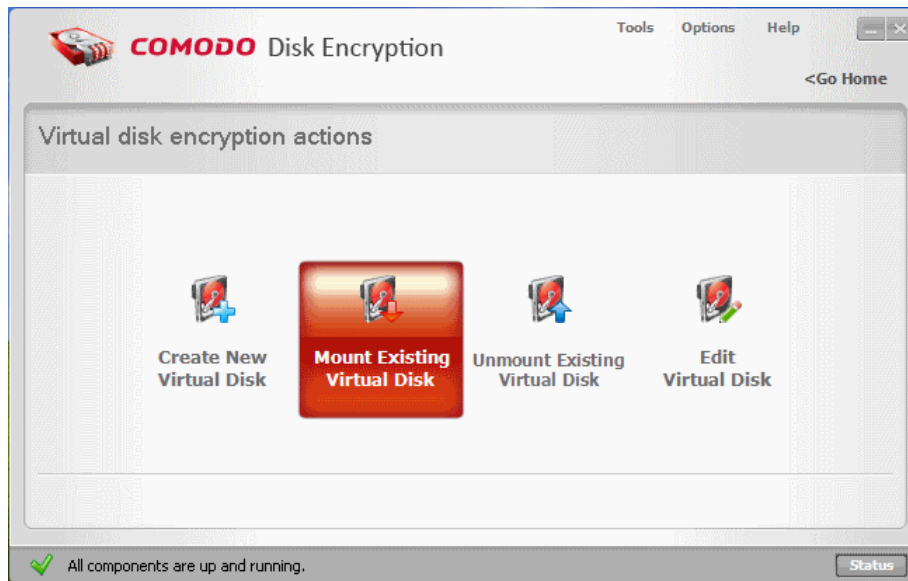 COMODO Disk Encryption
Tools Options Help
<Go Home
Virtual disk encryption actions
Create New
Virtual Disk
Mount Existing
Virtual Disk
Unmount Existing
Virtual Disk
Edit
Virtual Disk
All components are up and running.
Status